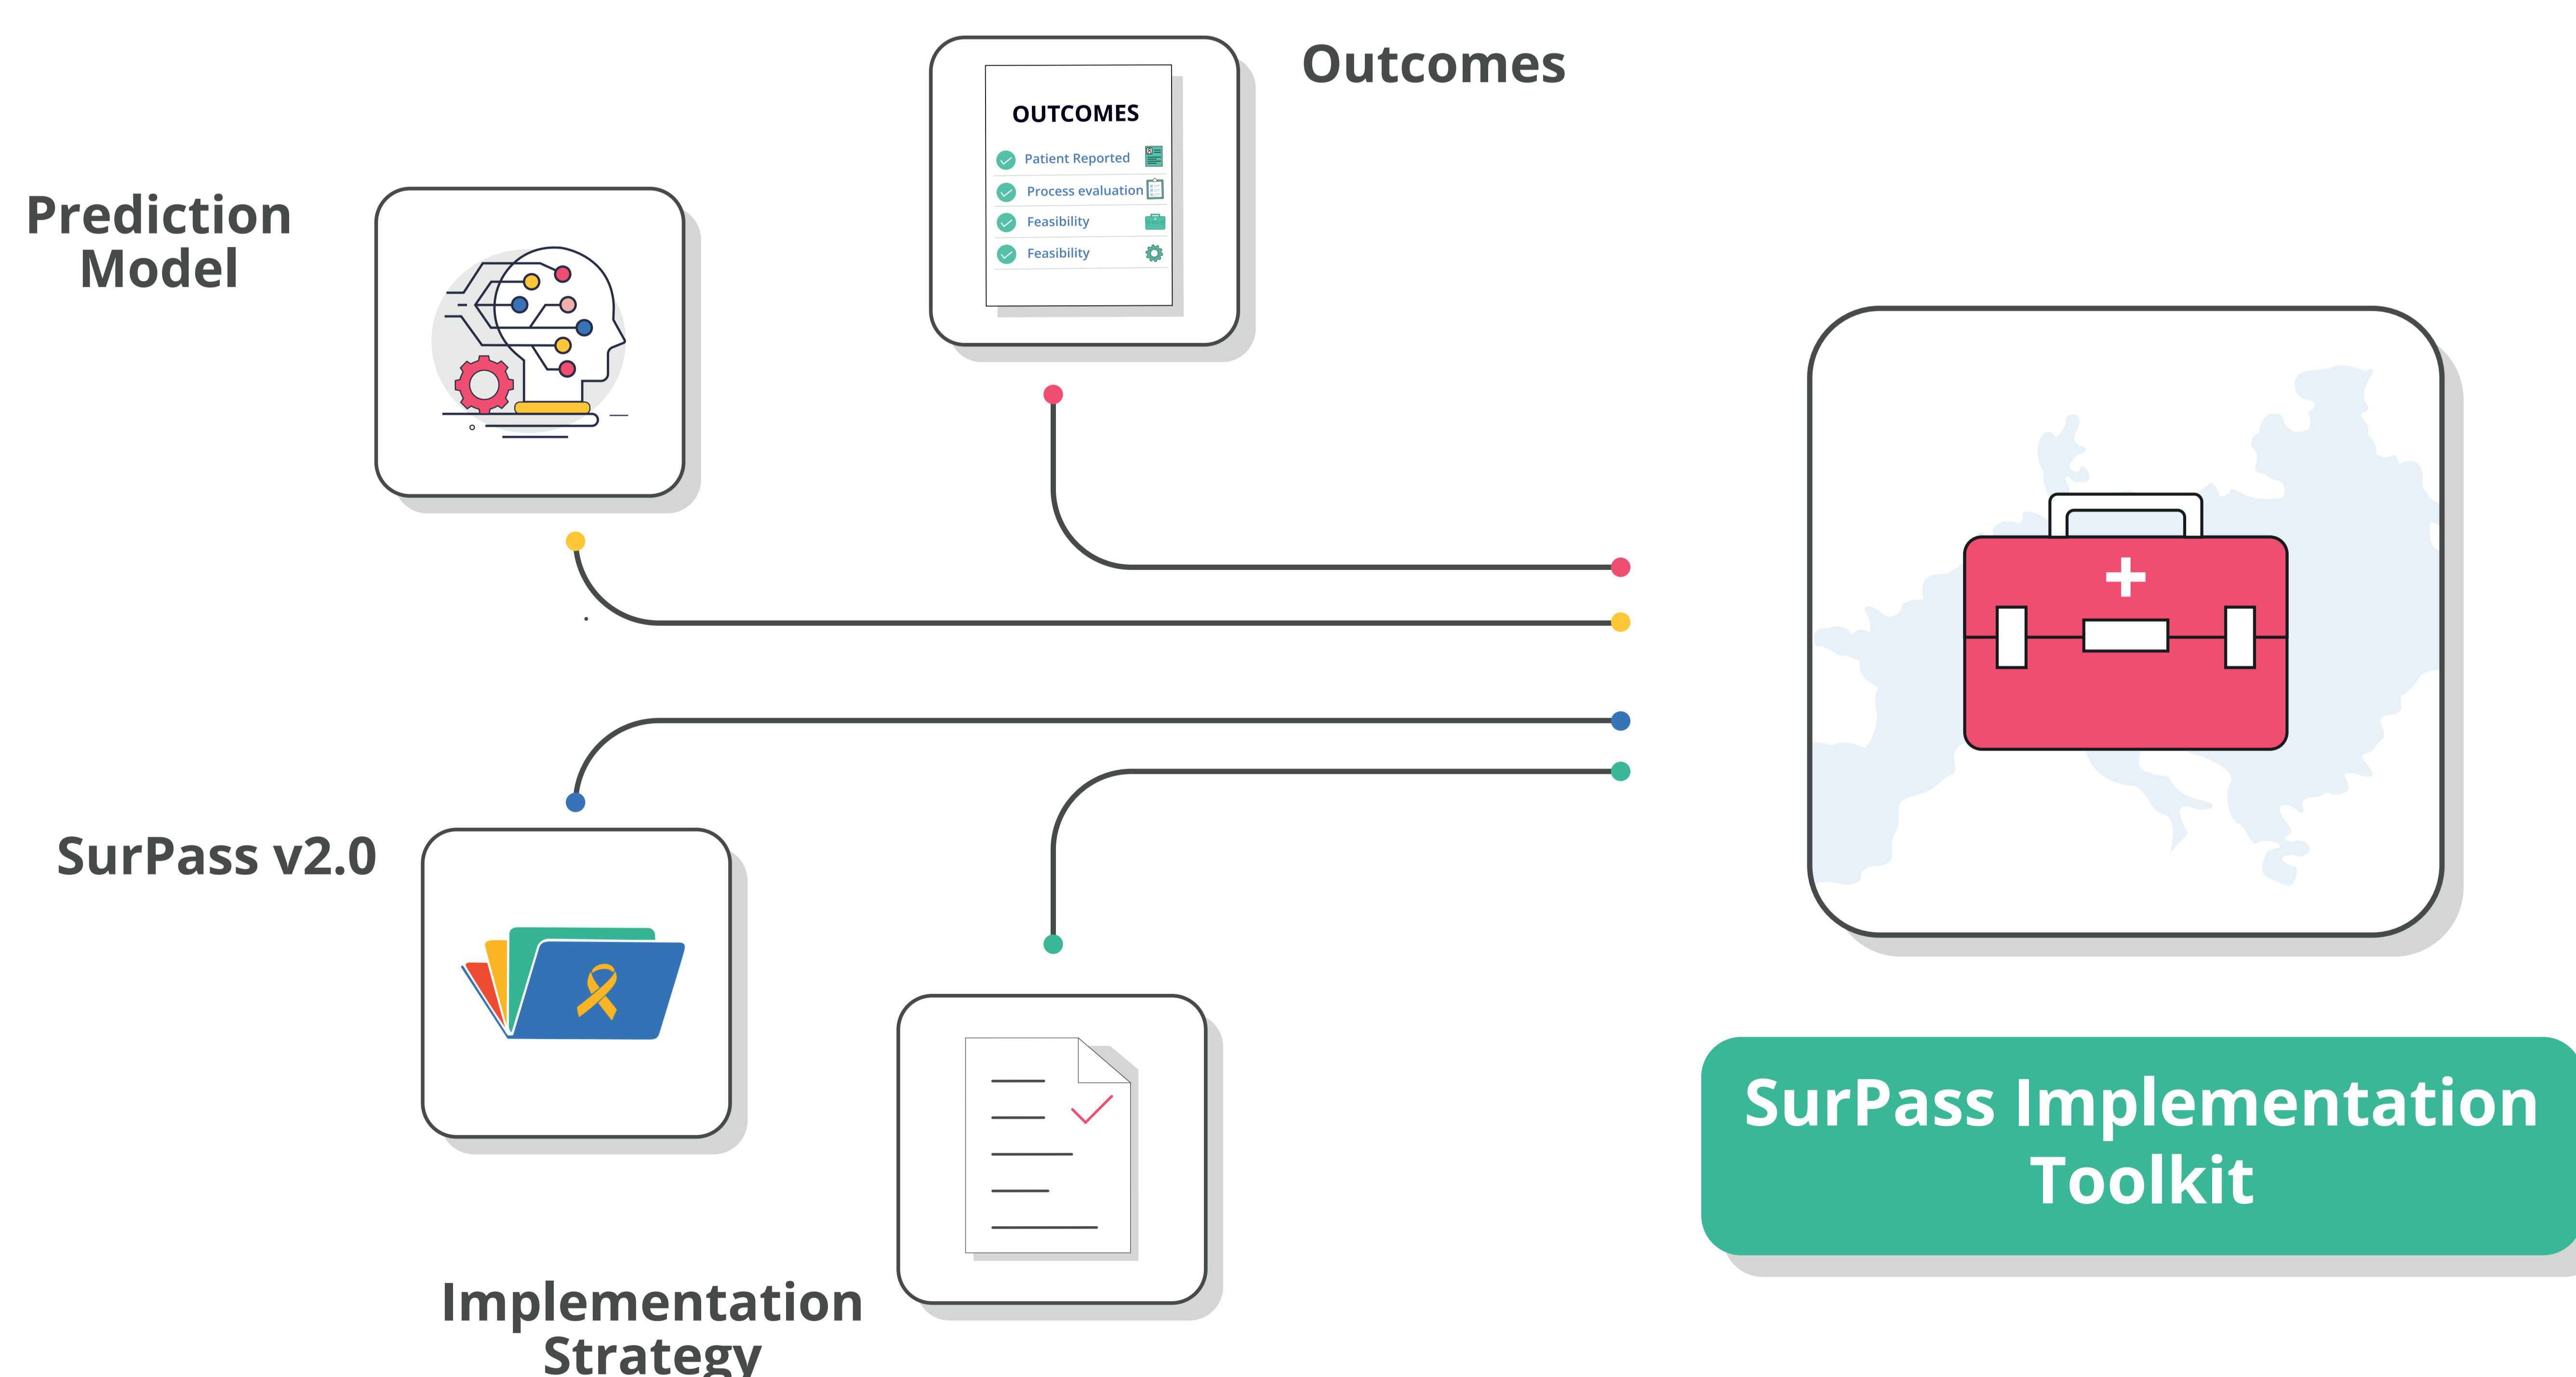 Outcomes
OUTCOMES
Patient Reported
Process evaluation
Feasibility
Feasibility
Prediction
Model
SurPass v2.0
Implementation
Strategy
SurPass Implementation
Toolkit